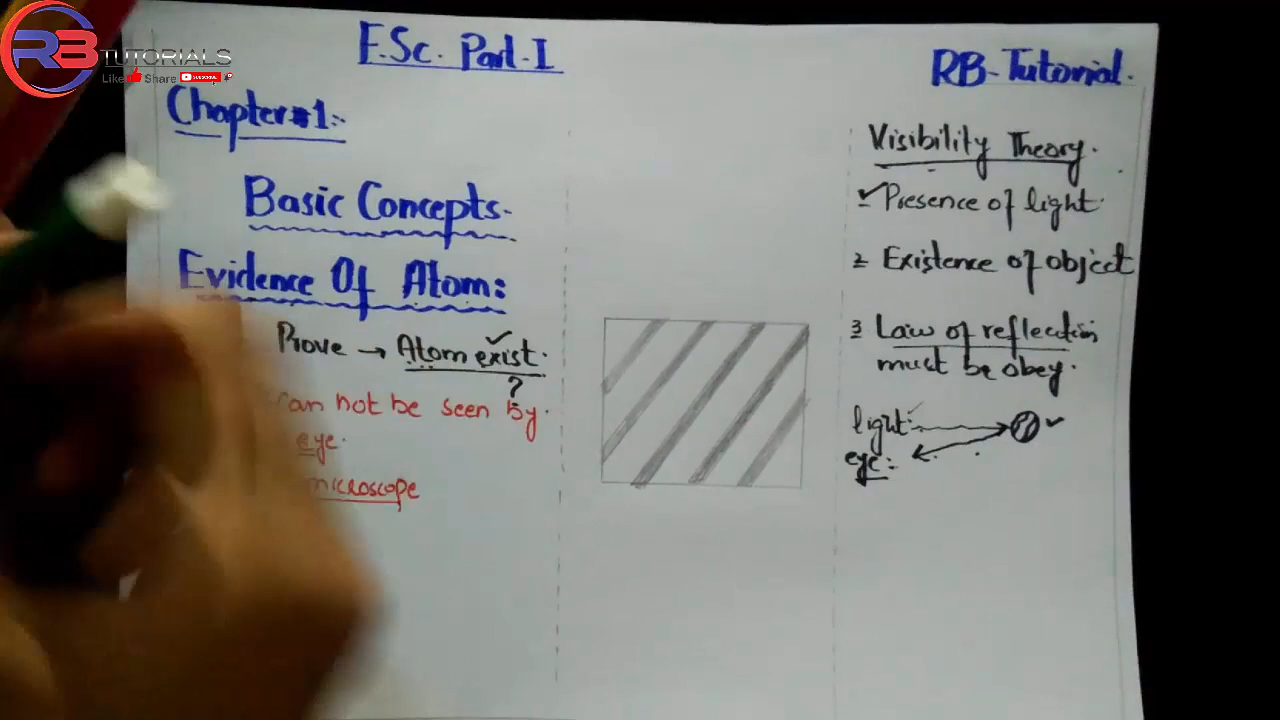 RB TUTORIALS
Like Share SUBSCRIBE
F.Sc. Part-I
RB-Tutorial.
Chapter#1:-
Basic Concepts.
Evidence Of Atom:
Prove → Atom exist.
?
can not be seen by.
eye.
microscope
Visibility Theory.
Presence of light
2 Existence of object
3 Law of reflection
must be obey.
light:
eye: